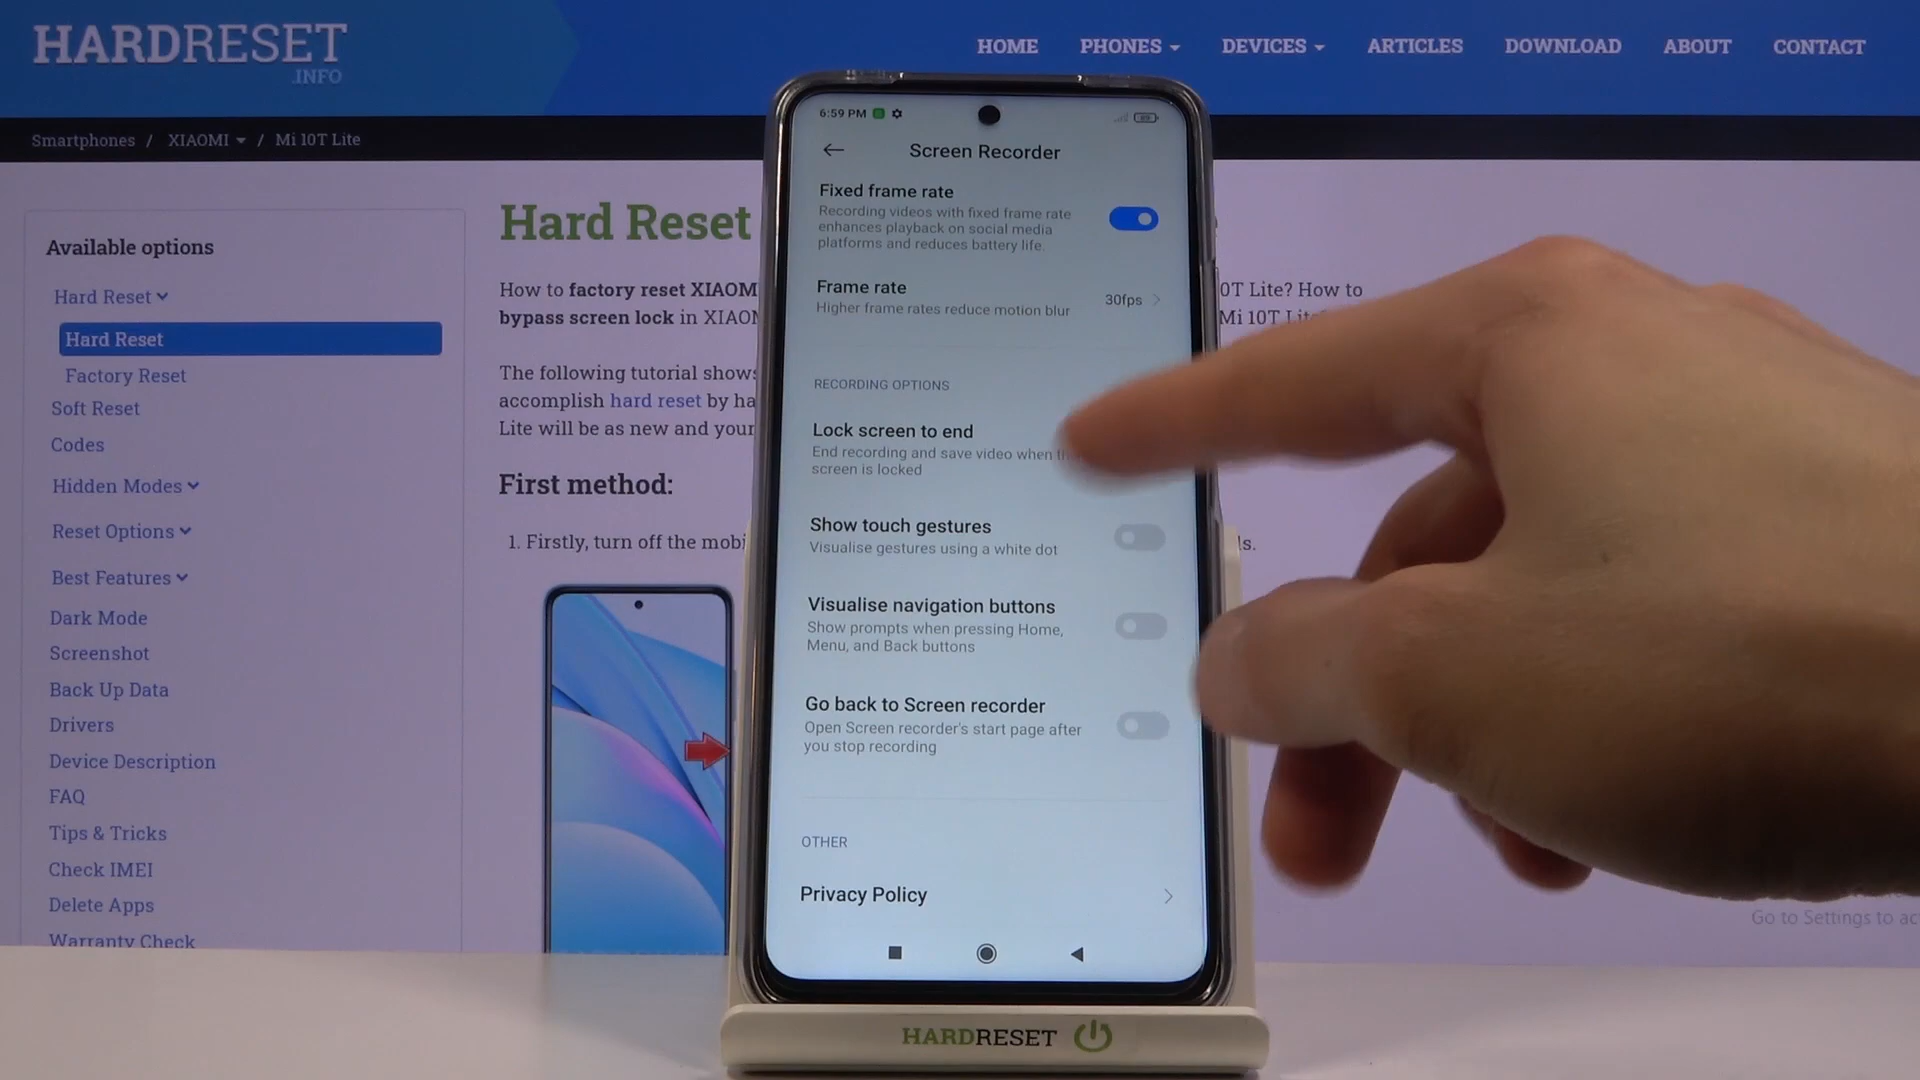 HARDRESET
.INFO
HOME PHONES DEVICES ARTICLES DOWNLOAD ABOUT CONTACT
Smartphones / XIAOMI / Mi 10T Lite
Available options
Hard Reset
Hard Reset
Factory Reset
Soft Reset
Codes
Hidden Modes
Reset Options
Best Features
Dark Mode
Screenshot
Back Up Data
Drivers
Device Description
FAQ
Tips & Tricks
Check IMEI
Delete Apps
Warranty Check
Hard Reset
How to factory reset XIAOM 0T Lite? How to
bypass screen lock in XIAOM Mi 10T Lite
The following tutorial shows
accomplish hard reset by ha
Lite will be as new and your
First method:
1. Firstly, turn off the mobi ls.
6:59 PM
Screen Recorder
Fixed frame rate
Recording videos with fixed frame rate
enhances playback on social media
platforms and reduces battery life.
Frame rate
Higher frame rates reduce motion blur
30fps
RECORDING OPTIONS
Lock screen to end
End recording and save video when th
screen is locked
Show touch gestures
Visualise gestures using a white dot
Visualise navigation buttons
Show prompts when pressing Home,
Menu, and Back buttons
Go back to Screen recorder
Open Screen recorder's start page after
you stop recording
OTHER
Privacy Policy
Go to Settings to ac
HARDRESET